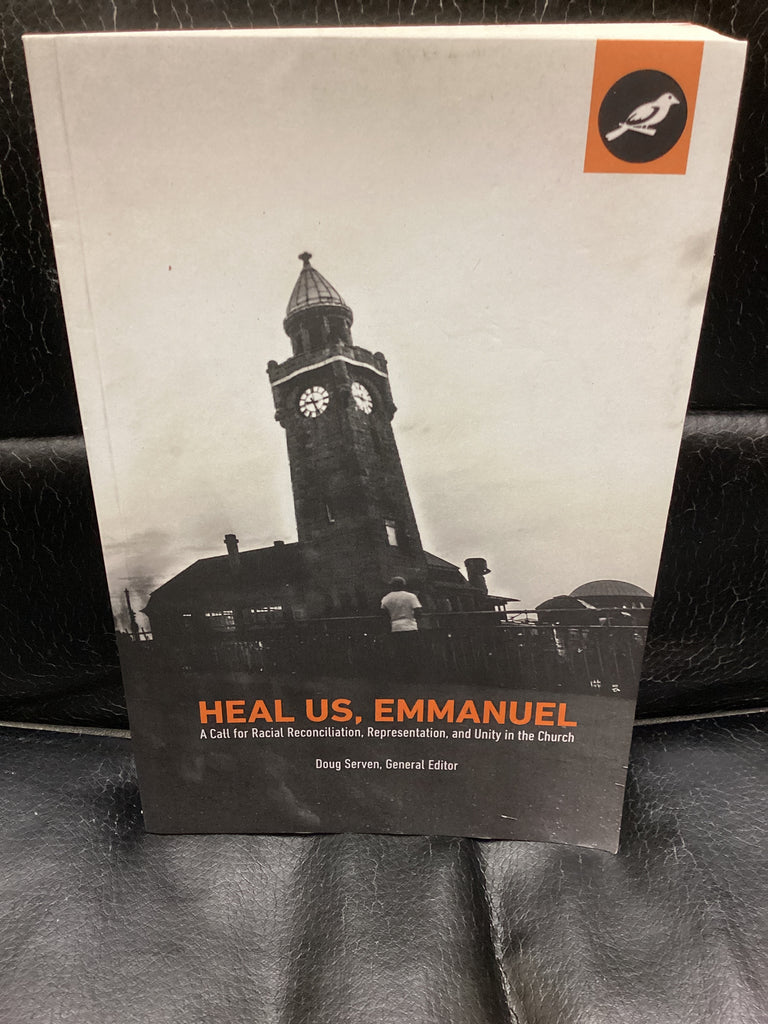 HEAL US, EMMANUEL
A Call for Racial Reconciliation, Representation, and Unity in the Church
Doug Serven, General Editor